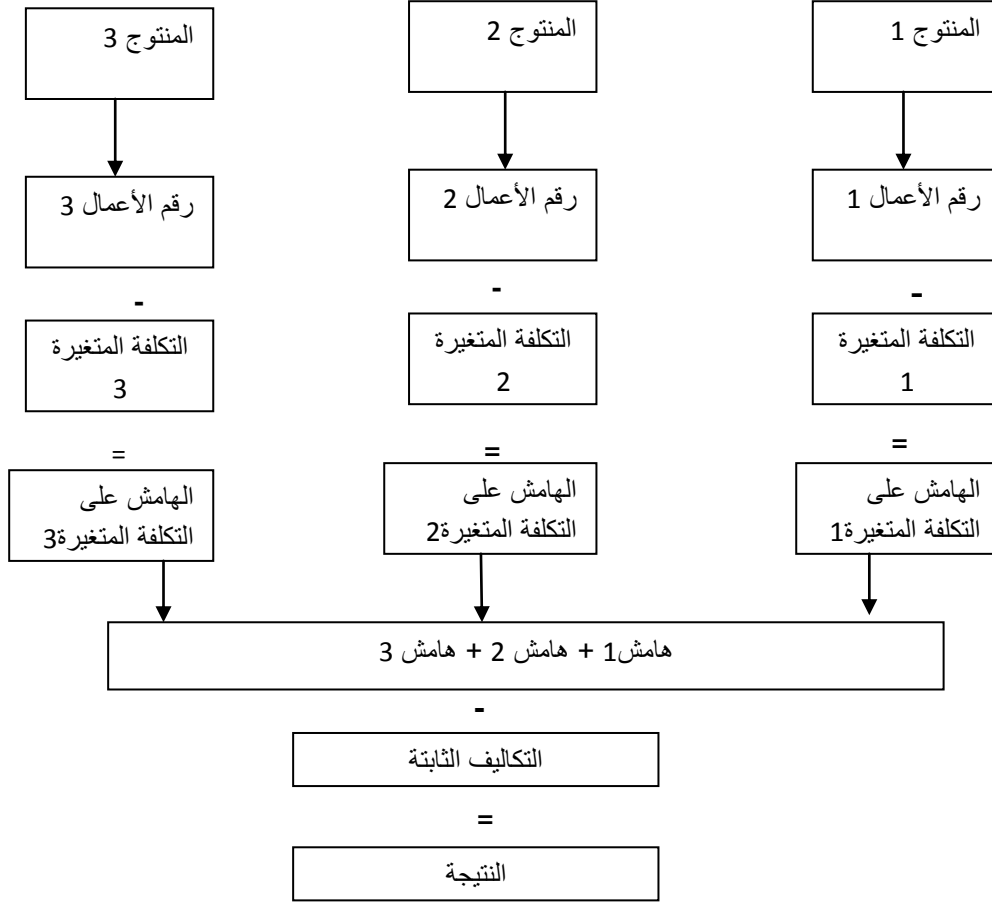 المنتوج 1
المنتوج 2
المنتوج 3
رقم الأعمال 1
رقم الأعمال 2
رقم الأعمال 3
-
-
-
التكلفة المتغيرة
1
التكلفة المتغيرة
2
التكلفة المتغيرة
3
=
=
=
الهامش على
التكلفة المتغيرة1
الهامش على
التكلفة المتغيرة2
الهامش على
التكلفة المتغيرة3
هامش1 + هامش 2 + هامش 3
-
التكاليف الثابتة
=
النتيجة